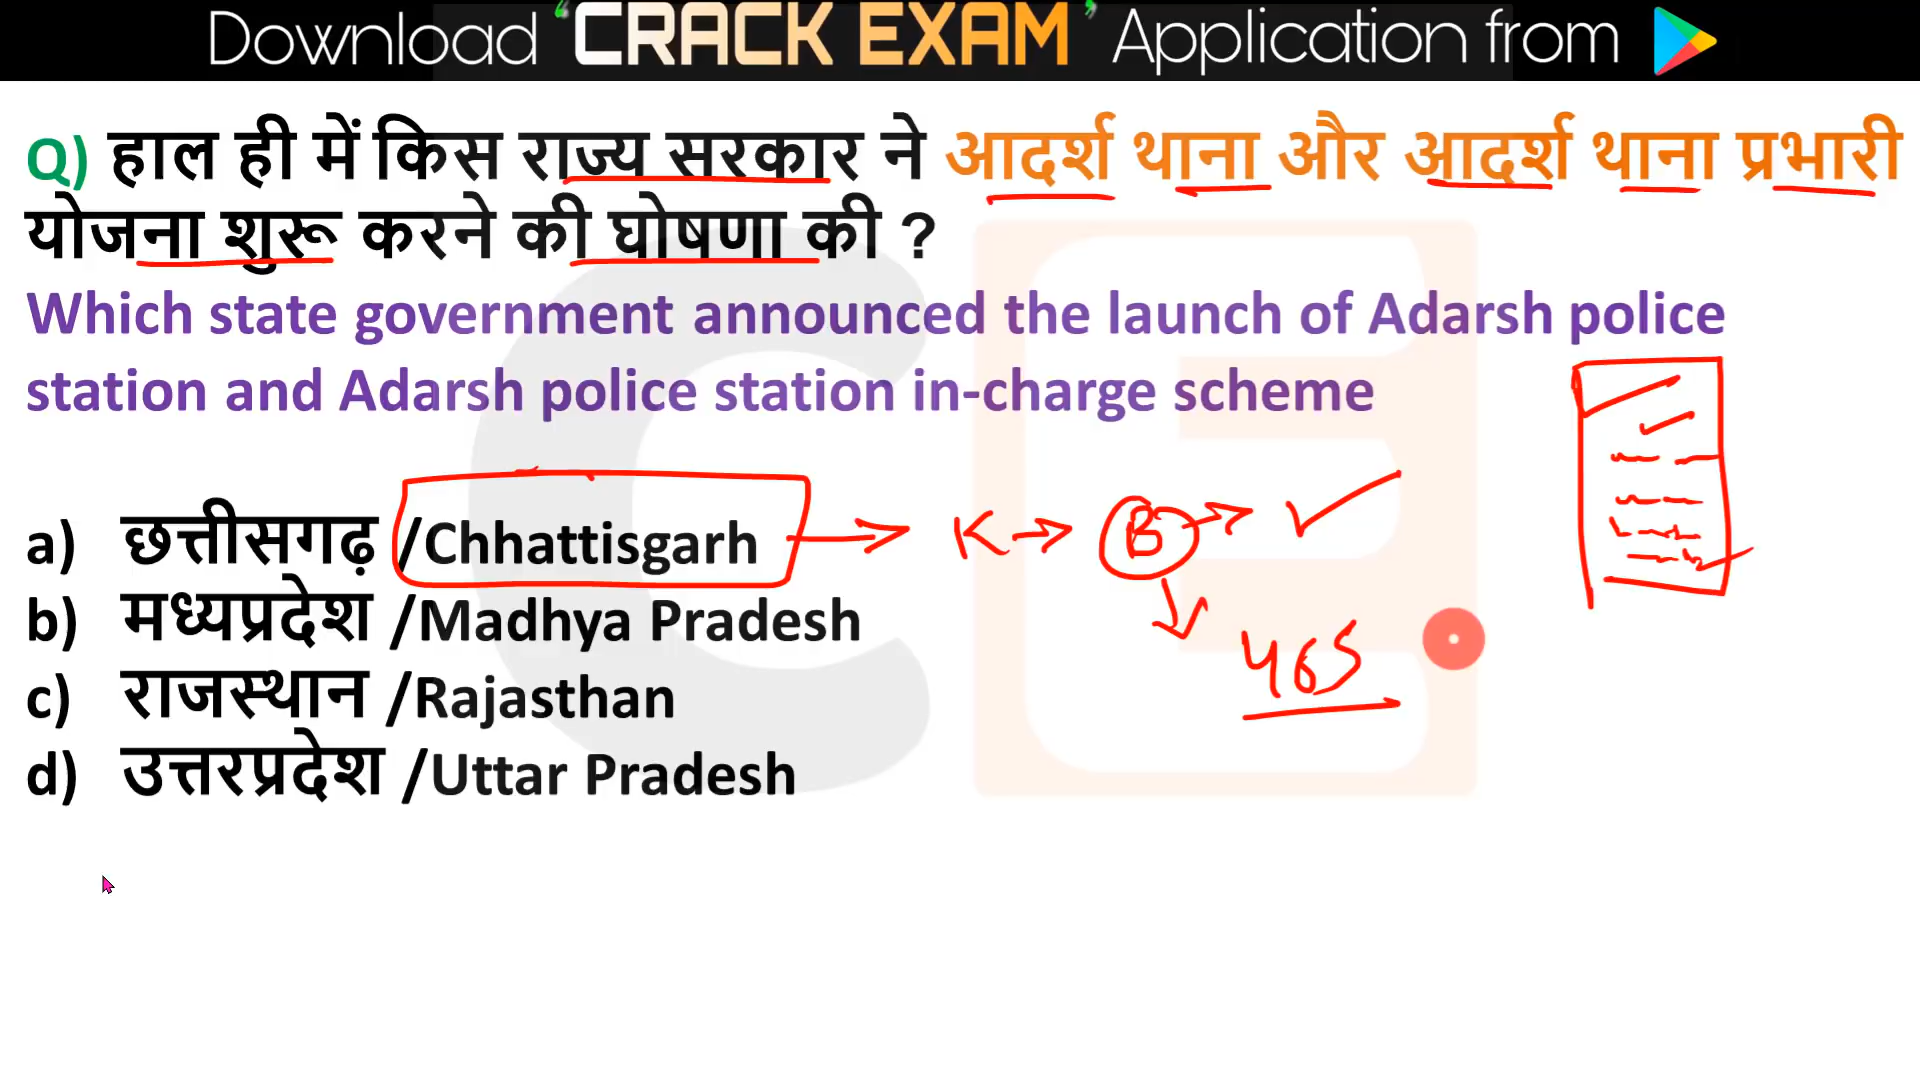 Download ‘CRACK EXAM’ Application from
Q) हाल ही में किस राज्य सरकार ने आदर्श थाना और आदर्श थाना प्रभारी
योजना शुरू करने की घोषणा की ?
Which state government announced the launch of Adarsh police
station and Adarsh police station in-charge scheme
a) छत्तीसगढ़ /Chhattisgarh K B
b) मध्यप्रदेश /Madhya Pradesh
465
c) राजस्थान /Rajasthan
d) उत्तरप्रदेश /Uttar Pradesh
CE